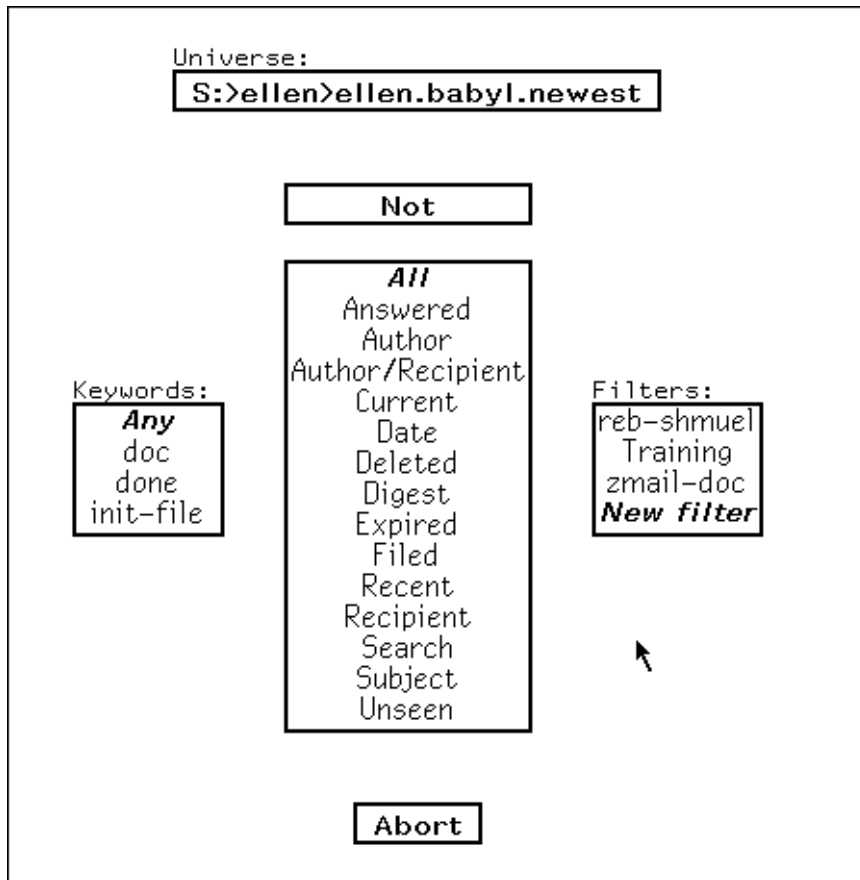 Universe:
S:>ellen>ellen.babyl.newest
Not
All
Answered
Author
Author/Recipient
Current
Date
Deleted
Digest
Expired
Filed
Recent
Recipient
Search
Subject
Unseen
Keywords:
Any
doc
done
init-file
Filters:
reb-shmuel
Training
zmail-doc
New filter
Abort